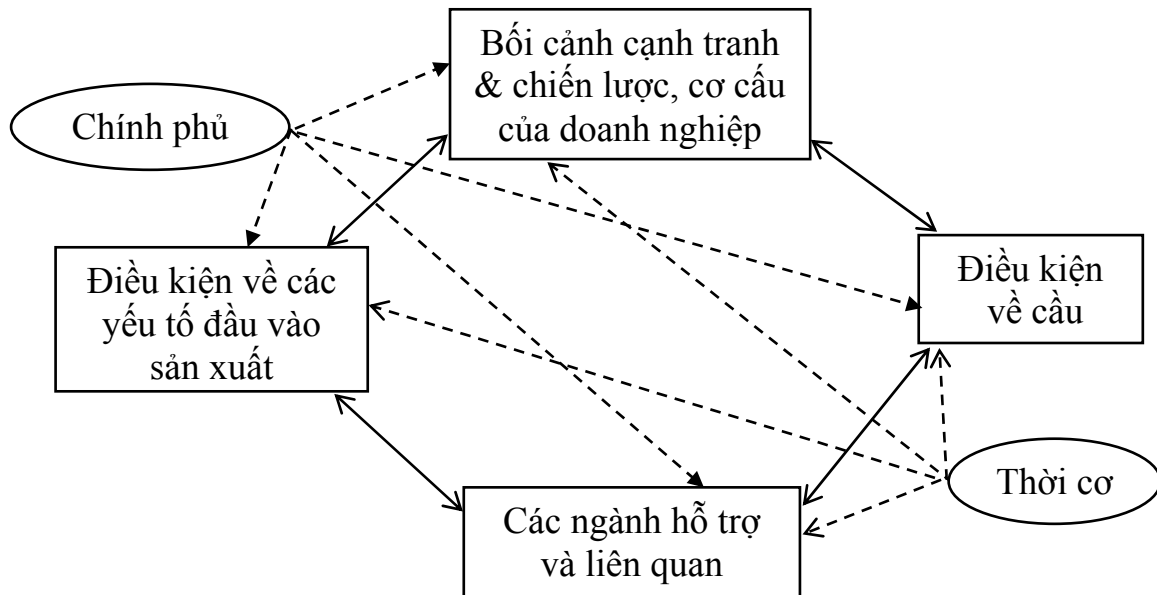 Bối cảnh cạnh tranh
& chiến lược, cơ cấu
của doanh nghiệp
Chính phủ
Điều kiện về các
yếu tố đầu vào
sản xuất
Điều kiện
về cầu
Các ngành hỗ trợ
và liên quan
Thời cơ